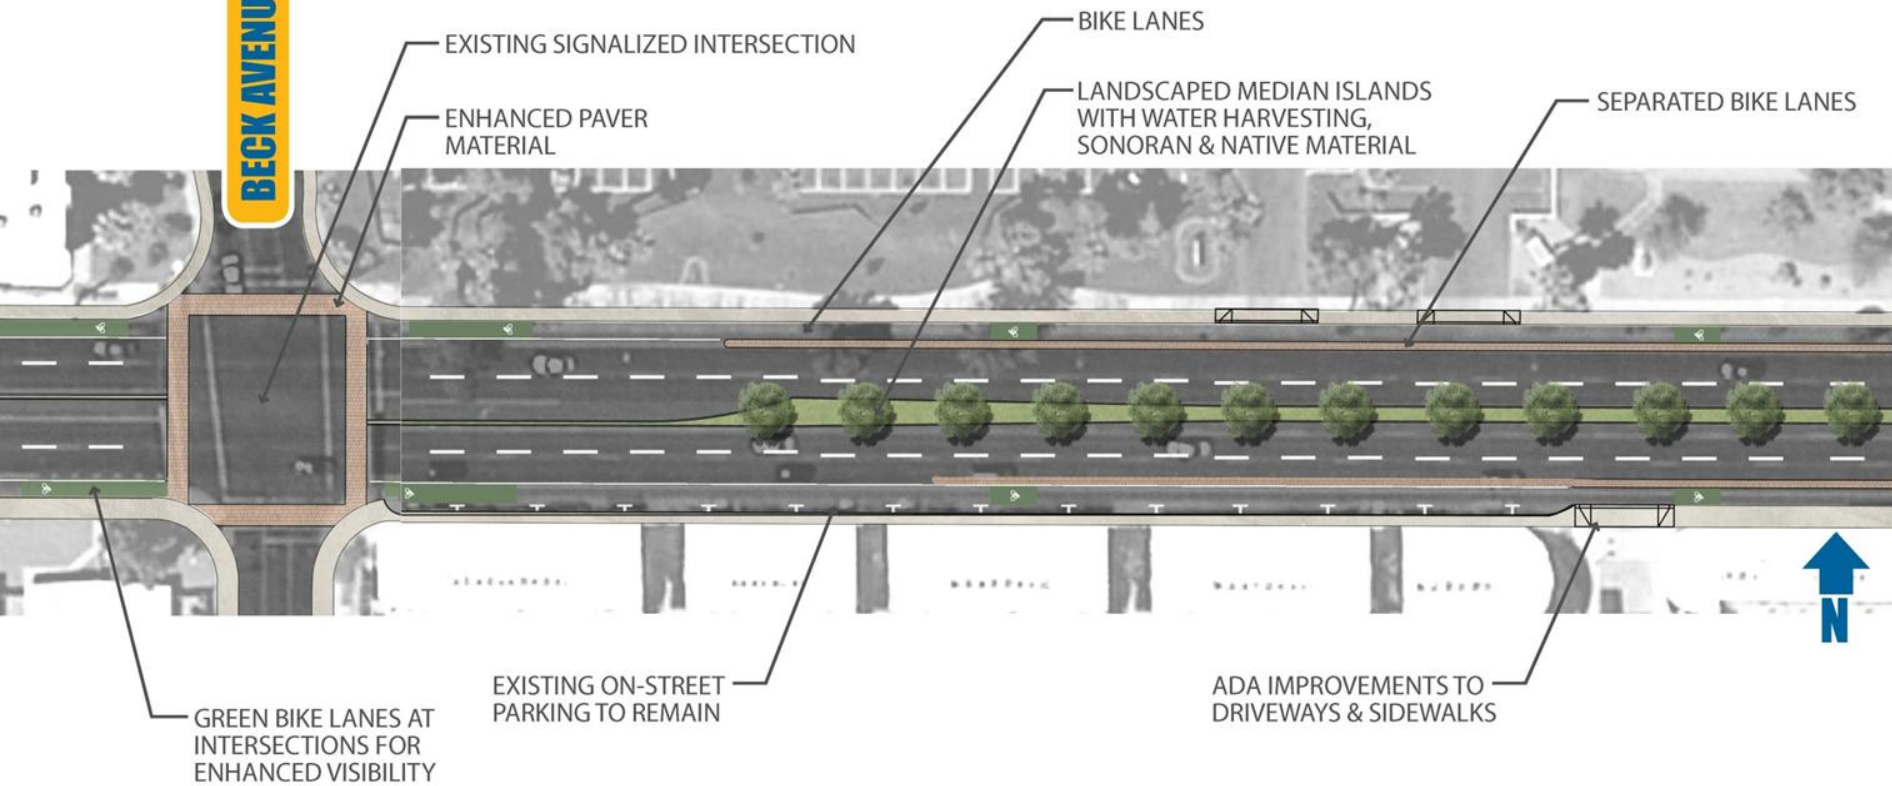 BECK AVENU
EXISTING SIGNALIZED INTERSECTION
ENHANCED PAVER
MATERIAL
BIKE LANES
LANDSCAPED MEDIAN ISLANDS
WITH WATER HARVESTING,
SONORAN & NATIVE MATERIAL
SEPARATED BIKE LANES
N
EXISTING ON-STREET
PARKING TO REMAIN
ADA IMPROVEMENTS TO
DRIVEWAYS & SIDEWALKS
GREEN BIKE LANES AT
INTERSECTIONS FOR
ENHANCED VISIBILITY